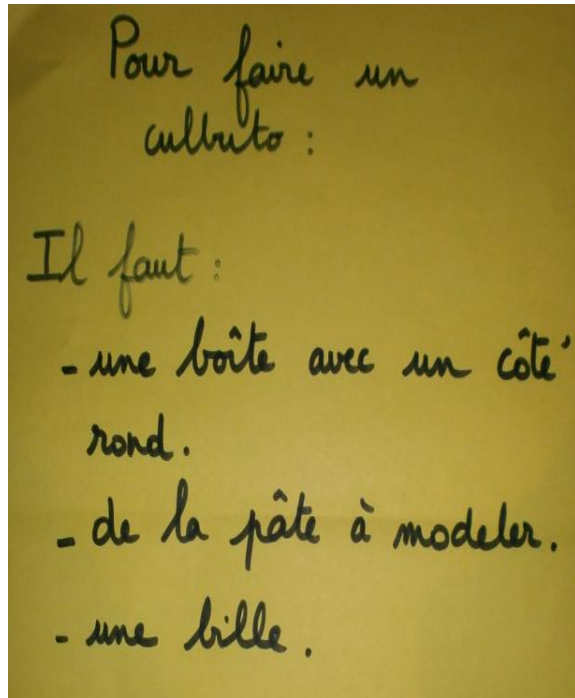 Pour faire un
culbuto :
Il faut :
- une boîte avec un côté
rond.
- de la pâte à modeler.
- une bille.